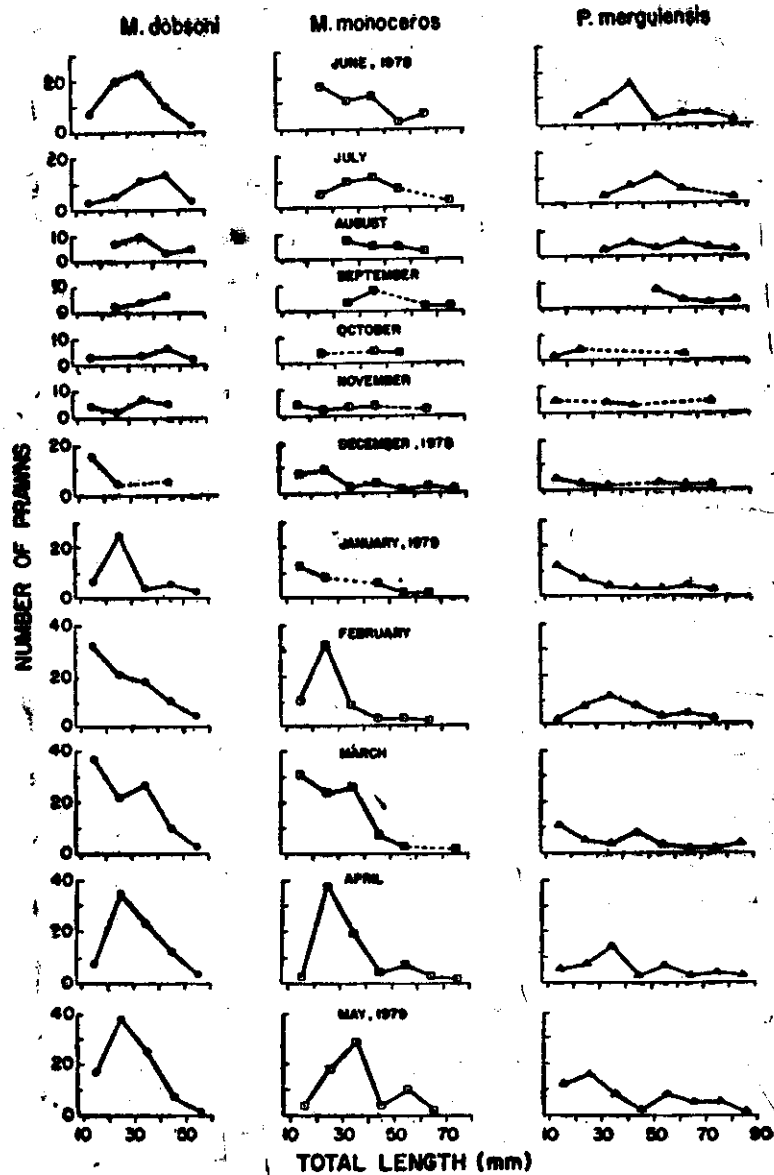 M. dobsoni M. monoceros P. merguiensis
JUNE, 1978
20
0
JULY
20
10
0
AUGUST
10
0
SEPTEMBER
10
0
OCTOBER
10
0
NOVEMBER
10
0
DECEMBER, 1978
20
0
JANUARY, 1979
20
0
FEBRUARY
40
20
0
MARCH
40
20
0
APRIL
40
20
0
MAY, 1979
40
20
0
10 30 50 10 30 50 70 10 30 50 70 90
NUMBER OF PRAWNS
TOTAL LENGTH (mm)